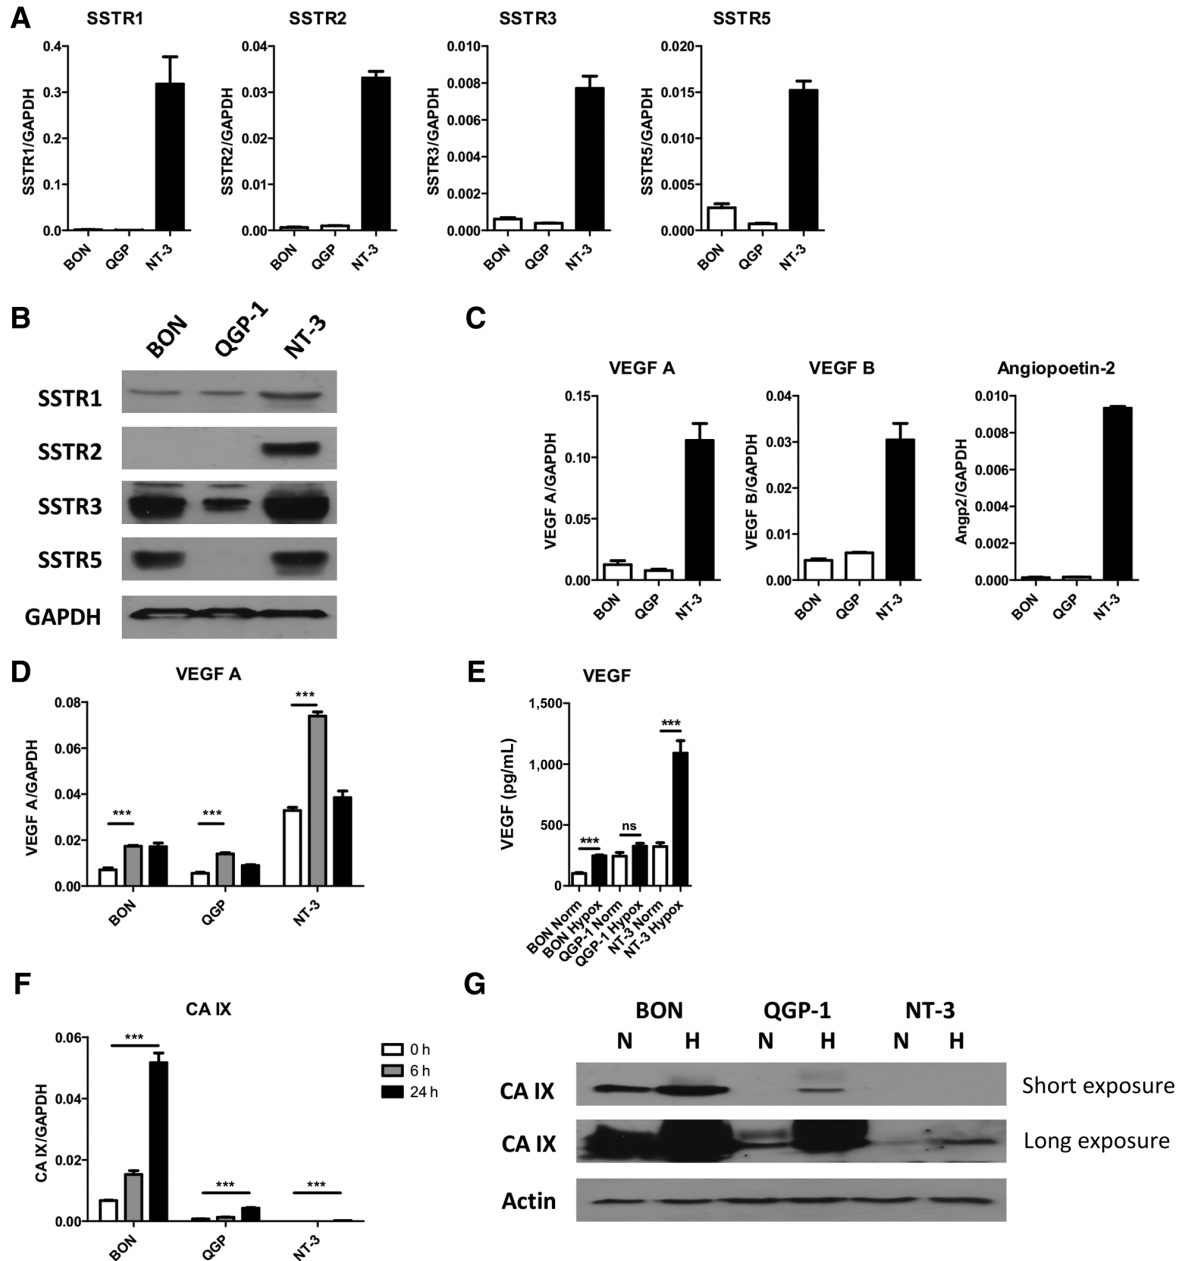 A
SSTR1
SSTR2
SSTR3
SSTR5
SSTR1/GAPDH
0.4
0.3
0.2
0.1
0.0
BON
QGP
NT-3
SSTR2/GAPDH
0.04
0.03
0.02
0.01
0.00
BON
QGP
NT-3
SSTR3/GAPDH
0.010
0.008
0.006
0.004
0.002
0.000
BON
QGP
NT-3
SSTR5/GAPDH
0.020
0.015
0.010
0.005
0.000
BON
QGP
NT-3
B
BON
QGP-1
NT-3
SSTR1
SSTR2
SSTR3
SSTR5
GAPDH
C
VEGF A
VEGF A/GAPDH
0.15
0.10
0.05
0.00
BON
QGP
NT-3
VEGF B
VEGF B/GAPDH
0.04
0.03
0.02
0.01
0.00
BON
QGP
NT-3
Angiopoetin-2
Angp2/GAPDH
0.010
0.008
0.006
0.004
0.002
0.000
BON
QGP
NT-3
D
VEGF A
VEGF A/GAPDH
0.08
0.06
0.04
0.02
0.00
***
***
***
BON
QGP
NT-3
E
VEGF
VEGF (pg/mL)
1,500
1,000
500
0
***
ns
***
BON Norm
BON Hypox
QGP-1 Norm
QGP-1 Hypox
NT-3 Norm
NT-3 Hypox
F
CA IX
CA IX/GAPDH
0.06
0.04
0.02
0.00
***
***
***
BON
QGP
NT-3
0 h
6 h
24 h
G
BON QGP-1 NT-3
N H N H N H
CA IX Short exposure
CA IX Long exposure
Actin